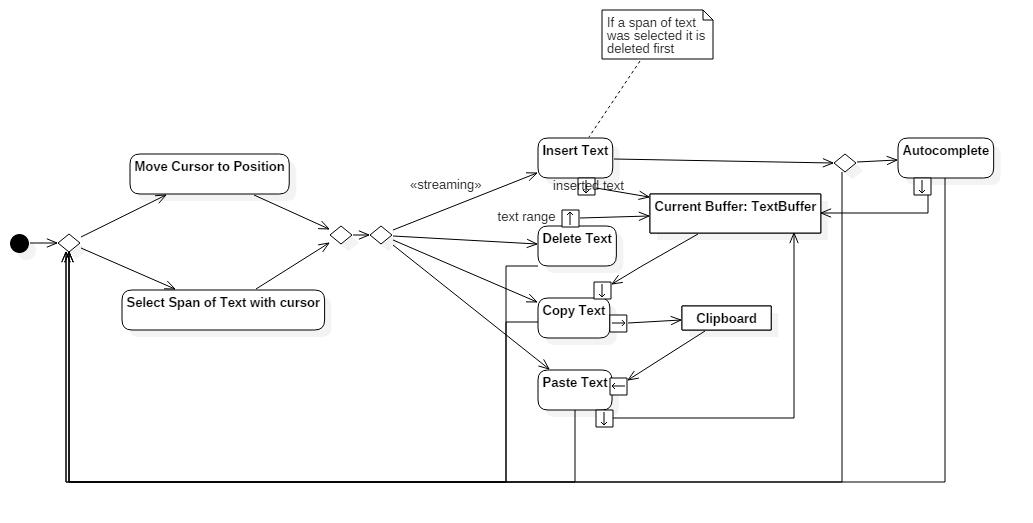 If a span of text
was selected it is
deleted first
Insert Text
Autocomplete
Move Cursor to Position
«streaming»
inserted text
Current Buffer: TextBuffer
text range
Delete Text
Select Span of Text with cursor
Copy Text
Clipboard
Paste Text